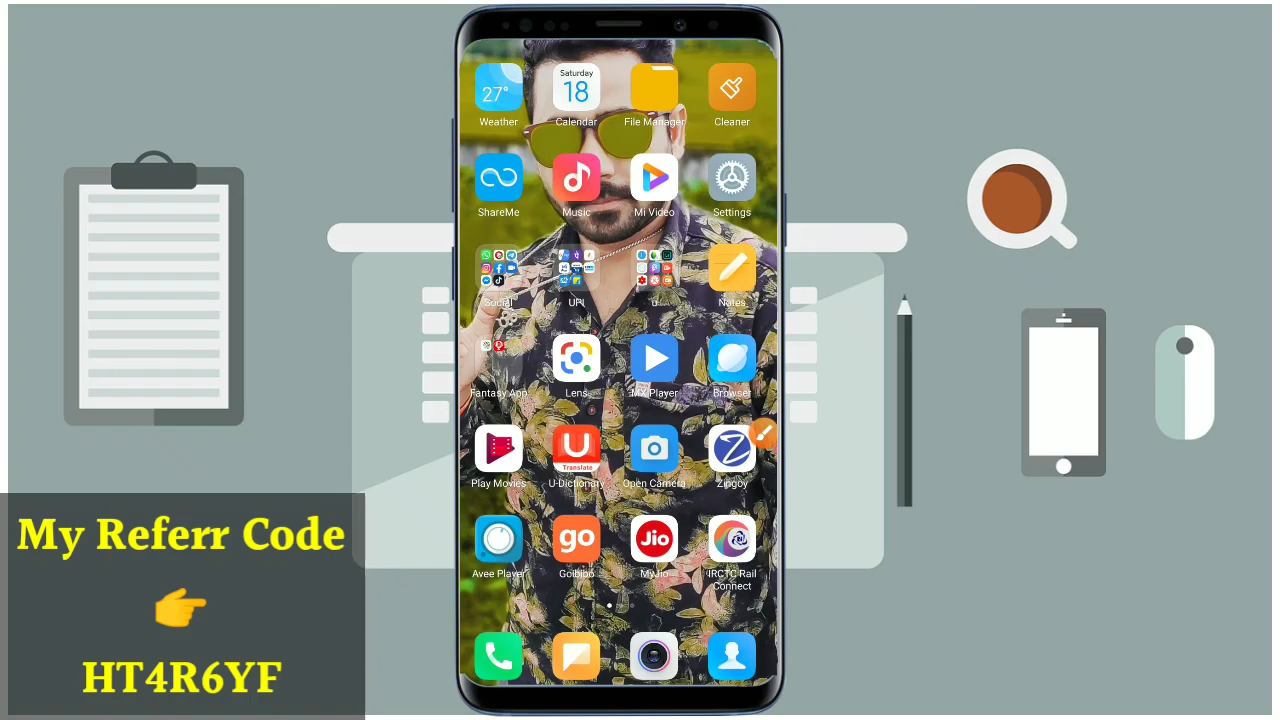 Saturday
27° 18
Weather Calendar File Manager Cleaner
ShareMe Music Mi Video Settings
Social UPI u Notes
Fantasy App Lens MX Player Browser
U
Translate
Play Movies U-Dictionary Open Camera Zingoy
go Jio
Avee Player Goibibo MyJio IRCTC Rail
Connect
My Referr Code
👉
HT4R6YF